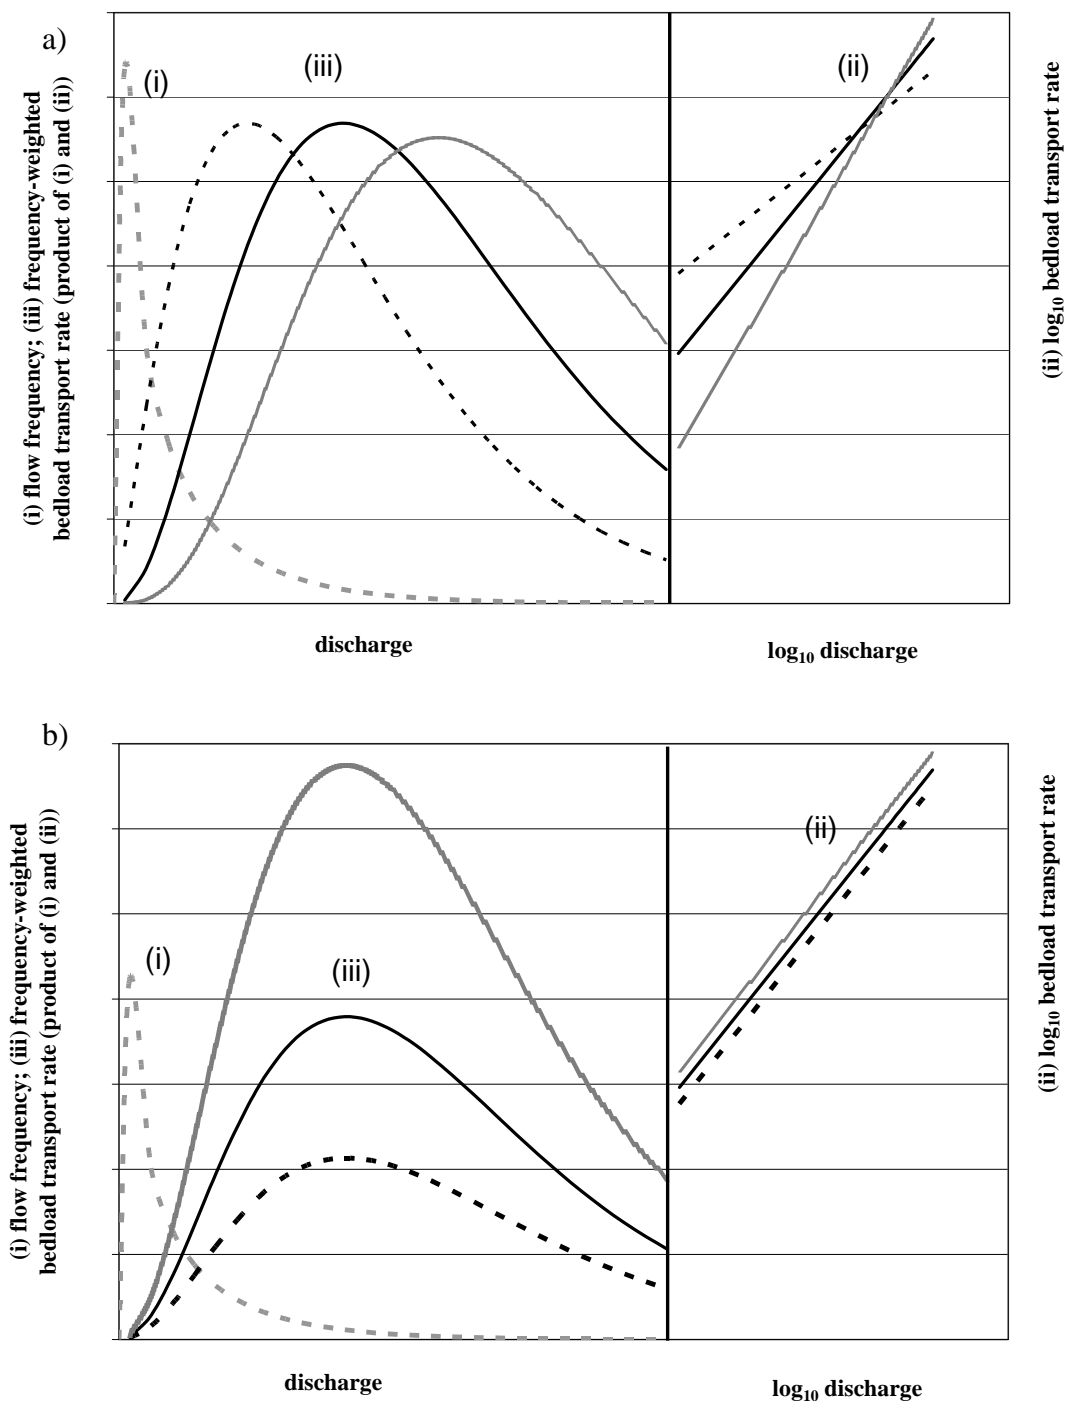 a)
(i)
(iii)
(ii)
(i) flow frequency; (iii) frequency-weighted
bedload transport rate (product of (i) and (ii))
(ii) log10 bedload transport rate
discharge
log10 discharge
b)
(i)
(iii)
(ii)
(i) flow frequency; (iii) frequency-weighted
bedload transport rate (product of (i) and (ii))
(ii) log10 bedload transport rate
discharge
log10 discharge